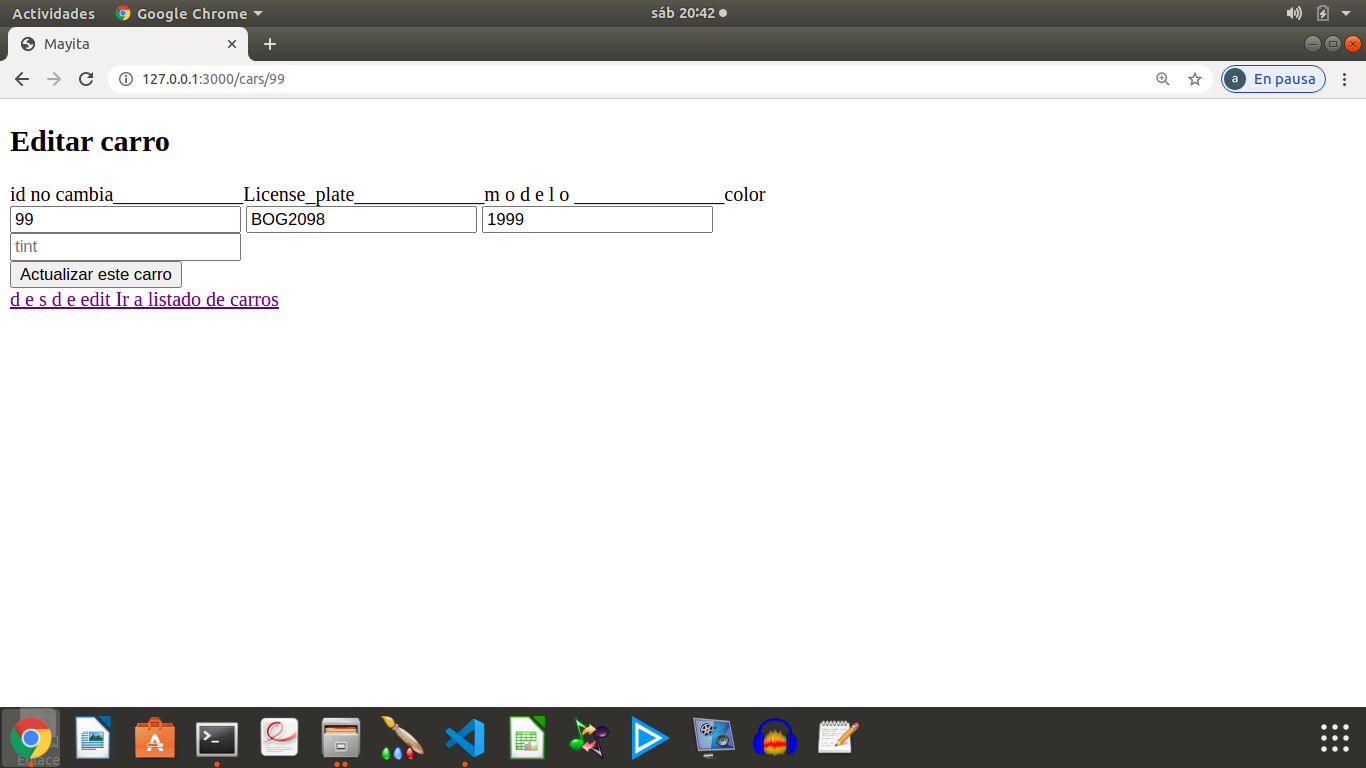 Actividades Google Chrome sáb 20:42
Mayita
127.0.0.1:3000/cars/99 a En pausa
Editar carro
id no cambia_____________License_plate_____________m o d e l o _______________color
99 BOG2098 1999
tint
Actualizar este carro
d e s d e edit Ir a listado de carros
Enlace